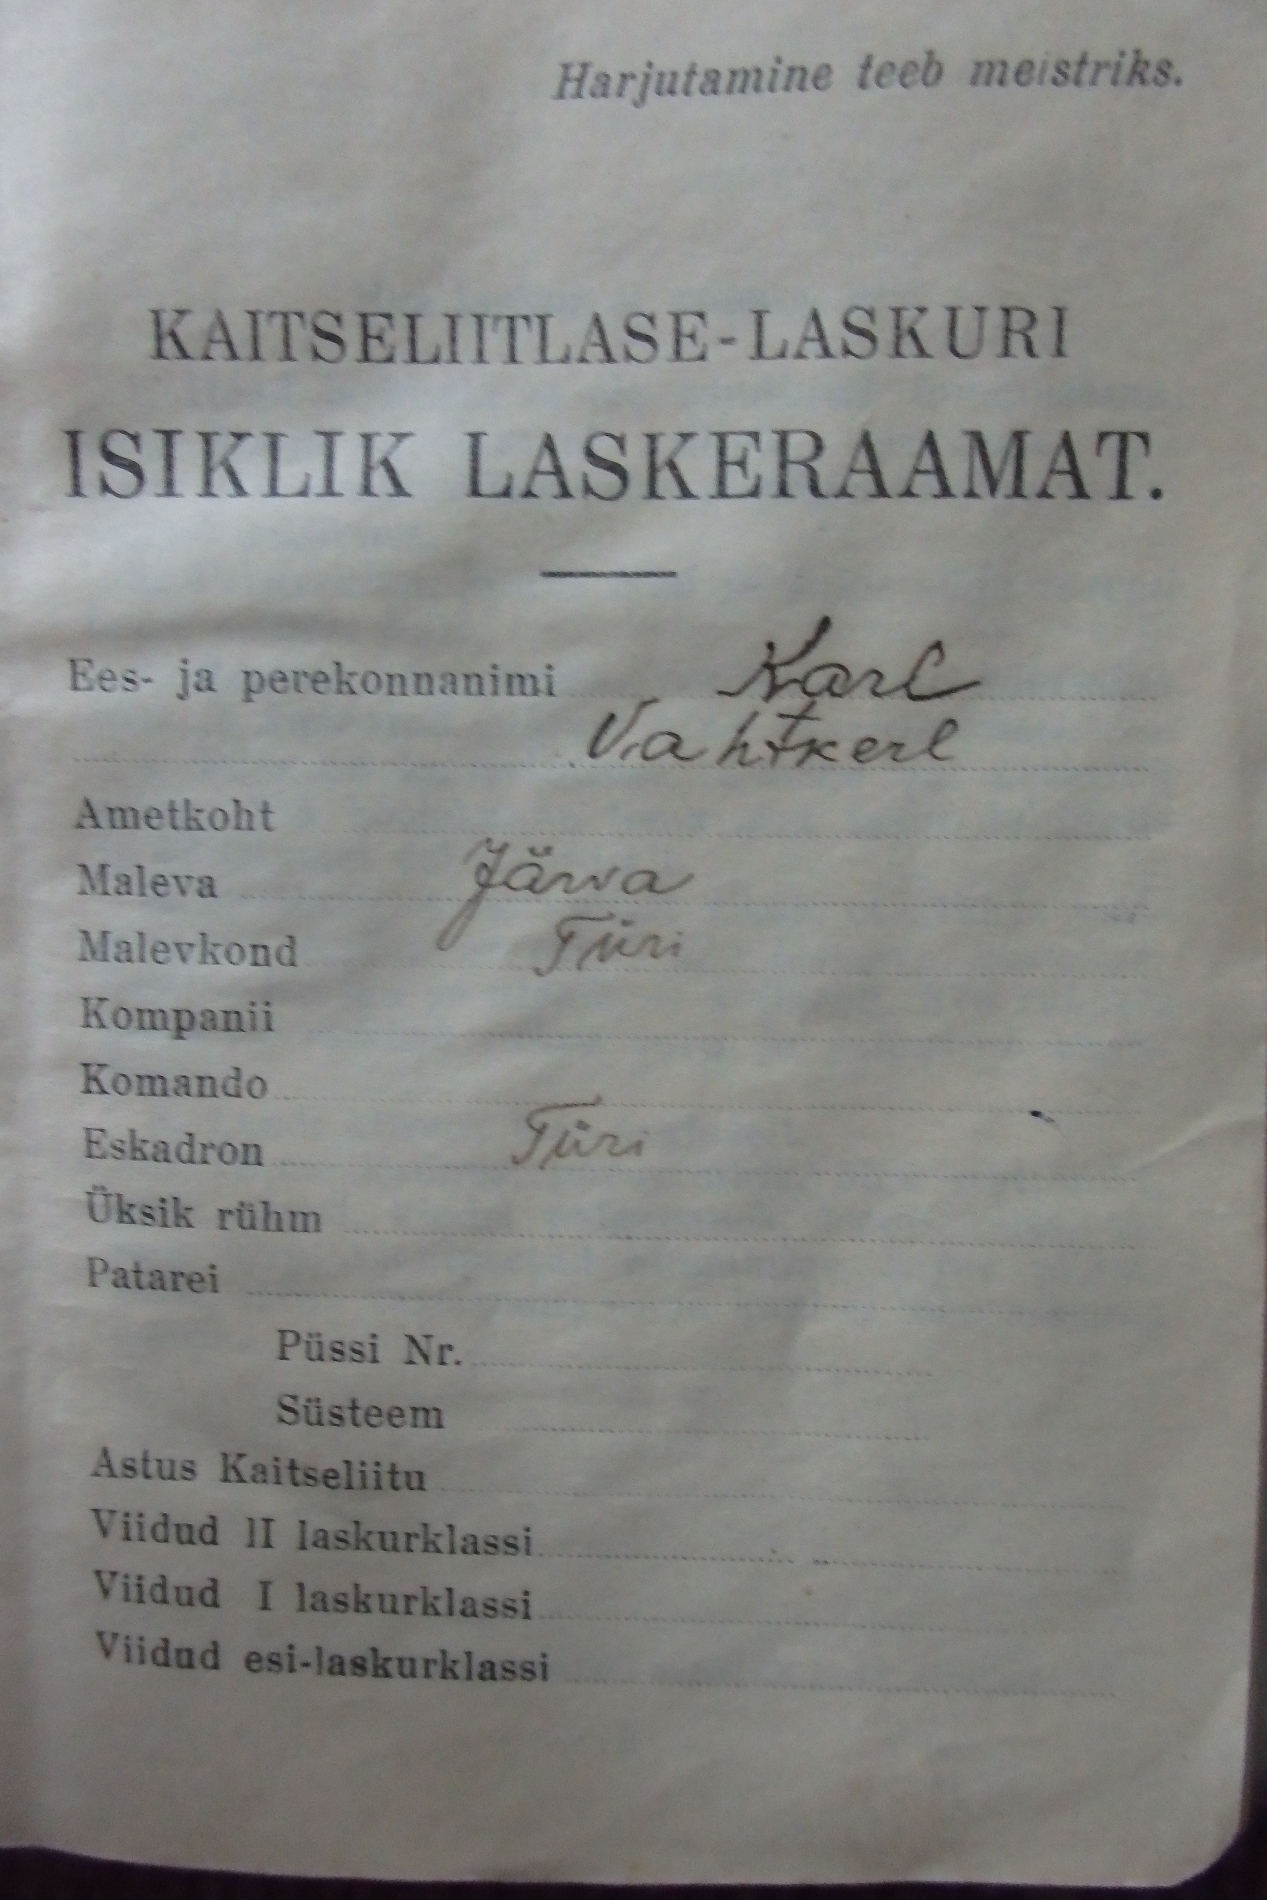 Harjutamine teeb meistriks.
KAITSELIITLASE-LASKURI
ISIKLIK LASKERAAMAT.
Ees- ja perekonnanimi Karl
Vahtkerl
Ametkoht
Maleva Järva
Malevkond Türi
Kompanii
Komando
Eskadron Türi
Üksik rühm
Patarei
Püssi Nr.
Süsteem
Astus Kaitseliitu
Viidud II laskurklassi
Viidud I laskurklassi
Viidud esi-laskurklassi